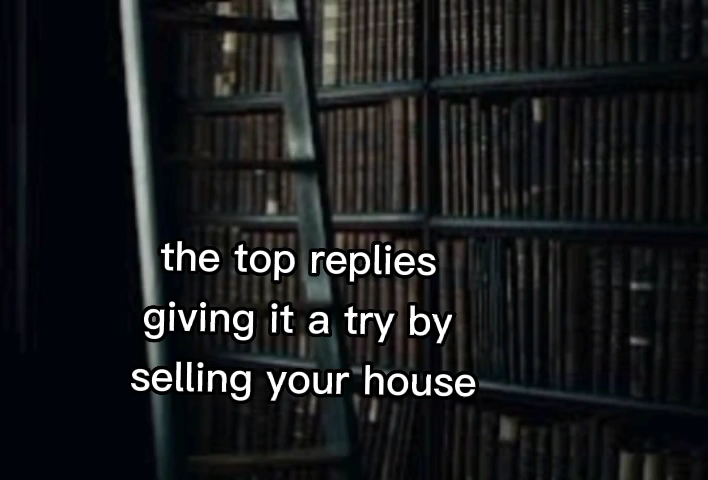 the top replies
giving it a try by
selling your house